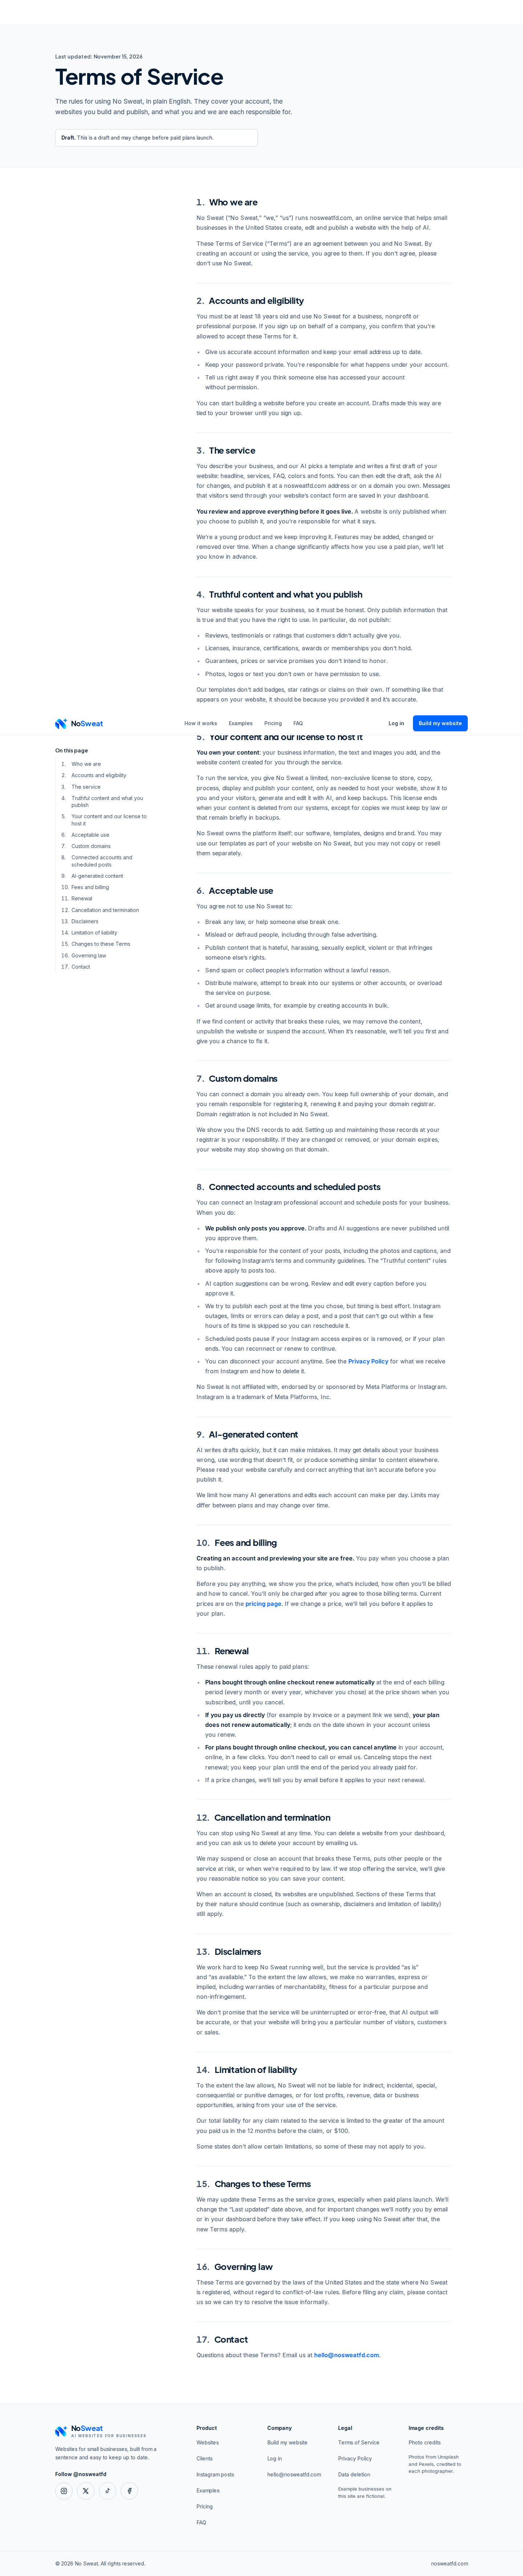 Last updated: November 15, 2026
Terms of Service
The rules for using No Sweat, in plain English. They cover your account, the
websites you build and publish, and what you and we are each responsible for.
Draft. This is a draft and may change before paid plans launch.
1. Who we are
No Sweat ("No Sweat," "we," "us") runs nosweatfd.com, an online service that helps small
businesses in the United States create, edit and publish a website with the help of AI.
These Terms of Service ("Terms") are an agreement between you and No Sweat. By
creating an account or using the service, you agree to them. If you don't agree, please
don't use No Sweat.
2. Accounts and eligibility
You must be at least 18 years old and use No Sweat for a business, nonprofit or
professional purpose. If you sign up on behalf of a company, you confirm that you're
allowed to accept these Terms for it.
• Give us accurate account information and keep your email address up to date.
• Keep your password private. You're responsible for what happens under your account.
• Tell us right away if you think someone else has accessed your account
without permission.
You can start building a website before you create an account. Drafts made this way are
tied to your browser until you sign up.
3. The service
You describe your business, and our AI picks a template and writes a first draft of your
website: headline, services, FAQ, colors and fonts. You can then edit the draft, ask the AI
for changes, and publish it at a nosweatfd.com address or on a domain you own. Messages
that visitors send through your website's contact form are saved in your dashboard.
You review and approve everything before it goes live. A website is only published when
you choose to publish it, and you're responsible for what it says.
We're a young product and we keep improving it. Features may be added, changed or
removed over time. When a change significantly affects how you use a paid plan, we'll let
you know in advance.
4. Truthful content and what you publish
Your website speaks for your business, so it must be honest. Only publish information that
is true and that you have the right to use. In particular, do not publish:
• Reviews, testimonials or ratings that customers didn't actually give you.
• Licenses, insurance, certifications, awards or memberships you don't hold.
• Guarantees, prices or service promises you don't intend to honor.
• Photos, logos or text you don't own or have permission to use.
Our templates don't add badges, star ratings or claims on their own. If something like that
appears on your website, it should be because you provided it and it's accurate.
NoSweat
How it works
Examples
Pricing
FAQ
Log in
Build my website
5. Your content and our license to host it
On this page
1. Who we are
2. Accounts and eligibility
3. The service
4. Truthful content and what you
publish
5. Your content and our license to
host it
6. Acceptable use
7. Custom domains
8. Connected accounts and
scheduled posts
9. AI-generated content
10. Fees and billing
11. Renewal
12. Cancellation and termination
13. Disclaimers
14. Limitation of liability
15. Changes to these Terms
16. Governing law
17. Contact
You own your content: your business information, the text and images you add, and the
website content created for you through the service.
To run the service, you give No Sweat a limited, non-exclusive license to store, copy,
process, display and publish your content, only as needed to host your website, show it to
you and your visitors, generate and edit it with AI, and keep backups. This license ends
when your content is deleted from our systems, except for copies we must keep by law or
that remain briefly in backups.
No Sweat owns the platform itself: our software, templates, designs and brand. You may
use our templates as part of your website on No Sweat, but you may not copy or resell
them separately.
6. Acceptable use
You agree not to use No Sweat to:
• Break any law, or help someone else break one.
• Mislead or defraud people, including through false advertising.
• Publish content that is hateful, harassing, sexually explicit, violent or that infringes
someone else's rights.
• Send spam or collect people's information without a lawful reason.
• Distribute malware, attempt to break into our systems or other accounts, or overload
the service on purpose.
• Get around usage limits, for example by creating accounts in bulk.
If we find content or activity that breaks these rules, we may remove the content,
unpublish the website or suspend the account. When it's reasonable, we'll tell you first and
give you a chance to fix it.
7. Custom domains
You can connect a domain you already own. You keep full ownership of your domain, and
you remain responsible for registering it, renewing it and paying your domain registrar.
Domain registration is not included in No Sweat.
We show you the DNS records to add. Setting up and maintaining those records at your
registrar is your responsibility. If they are changed or removed, or your domain expires,
your website may stop showing on that domain.
8. Connected accounts and scheduled posts
You can connect an Instagram professional account and schedule posts for your business.
When you do:
• We publish only posts you approve. Drafts and AI suggestions are never published until
you approve them.
• You're responsible for the content of your posts, including the photos and captions, and
for following Instagram's terms and community guidelines. The "Truthful content" rules
above apply to posts too.
• AI caption suggestions can be wrong. Review and edit every caption before you
approve it.
• We try to publish each post at the time you chose, but timing is best effort. Instagram
outages, limits or errors can delay a post, and a post that can't go out within a few
hours of its time is skipped so you can reschedule it.
• Scheduled posts pause if your Instagram access expires or is removed, or if your plan
ends. You can reconnect or renew to continue.
• You can disconnect your account anytime. See the Privacy Policy for what we receive
from Instagram and how to delete it.
No Sweat is not affiliated with, endorsed by or sponsored by Meta Platforms or Instagram.
Instagram is a trademark of Meta Platforms, Inc.
9. AI-generated content
AI writes drafts quickly, but it can make mistakes. It may get details about your business
wrong, use wording that doesn't fit, or produce something similar to content elsewhere.
Please read your website carefully and correct anything that isn't accurate before you
publish it.
We limit how many AI generations and edits each account can make per day. Limits may
differ between plans and may change over time.
10. Fees and billing
Creating an account and previewing your site are free. You pay when you choose a plan
to publish.
Before you pay anything, we show you the price, what's included, how often you'll be billed
and how to cancel. You'll only be charged after you agree to those billing terms. Current
prices are on the pricing page. If we change a price, we'll tell you before it applies to
your plan.
11. Renewal
These renewal rules apply to paid plans:
• Plans bought through online checkout renew automatically at the end of each billing
period (every month or every year, whichever you chose) at the price shown when you
subscribed, until you cancel.
• If you pay us directly (for example by invoice or a payment link we send), your plan
does not renew automatically; it ends on the date shown in your account unless
you renew.
• For plans bought through online checkout, you can cancel anytime in your account,
online, in a few clicks. You don't need to call or email us. Canceling stops the next
renewal; you keep your plan until the end of the period you already paid for.
• If a price changes, we'll tell you by email before it applies to your next renewal.
12. Cancellation and termination
You can stop using No Sweat at any time. You can delete a website from your dashboard,
and you can ask us to delete your account by emailing us.
We may suspend or close an account that breaks these Terms, puts other people or the
service at risk, or when we're required to by law. If we stop offering the service, we'll give
you reasonable notice so you can save your content.
When an account is closed, its websites are unpublished. Sections of these Terms that
by their nature should continue (such as ownership, disclaimers and limitation of liability)
still apply.
13. Disclaimers
We work hard to keep No Sweat running well, but the service is provided "as is"
and "as available." To the extent the law allows, we make no warranties, express or
implied, including warranties of merchantability, fitness for a particular purpose and
non-infringement.
We don't promise that the service will be uninterrupted or error-free, that AI output will
be accurate, or that your website will bring you a particular number of visitors, customers
or sales.
14. Limitation of liability
To the extent the law allows, No Sweat will not be liable for indirect, incidental, special,
consequential or punitive damages, or for lost profits, revenue, data or business
opportunities, arising from your use of the service.
Our total liability for any claim related to the service is limited to the greater of the amount
you paid us in the 12 months before the claim, or $100.
Some states don't allow certain limitations, so some of these may not apply to you.
15. Changes to these Terms
We may update these Terms as the service grows, especially when paid plans launch. We'll
change the "Last updated" date above, and for important changes we'll notify you by email
or in your dashboard before they take effect. If you keep using No Sweat after that, the
new Terms apply.
16. Governing law
These Terms are governed by the laws of the United States and the state where No Sweat
is registered, without regard to conflict-of-law rules. Before filing any claim, please contact
us so we can try to resolve the issue informally.
17. Contact
Questions about these Terms? Email us at hello@nosweatfd.com.
NoSweat
AI WEBSITES FOR BUSINESSES
Websites for small businesses, built from a
sentence and easy to keep up to date.
Follow @nosweatfd
Product
Websites
Clients
Instagram posts
Examples
Pricing
FAQ
Company
Build my website
Log in
hello@nosweatfd.com
Legal
Terms of Service
Privacy Policy
Data deletion
Example businesses on
this site are fictional.
Image credits
Photo credits
Photos from Unsplash
and Pexels, credited to
each photographer.
© 2026 No Sweat. All rights reserved.
nosweatfd.com